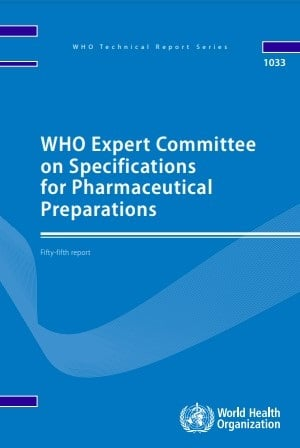 WHO Technical Report Series
1033
WHO Expert Committee
on Specifications
for Pharmaceutical
Preparations
Fifty-fifth report
World Health
Organization